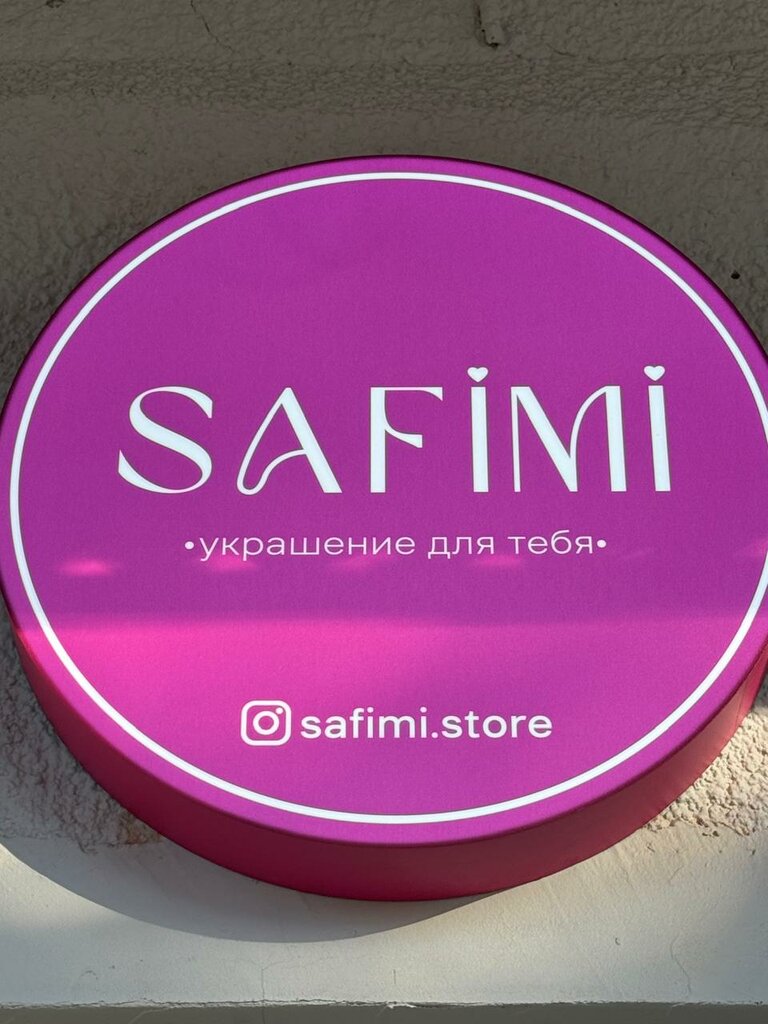 SAFIMI
•украшение для тебя•
safimi.store